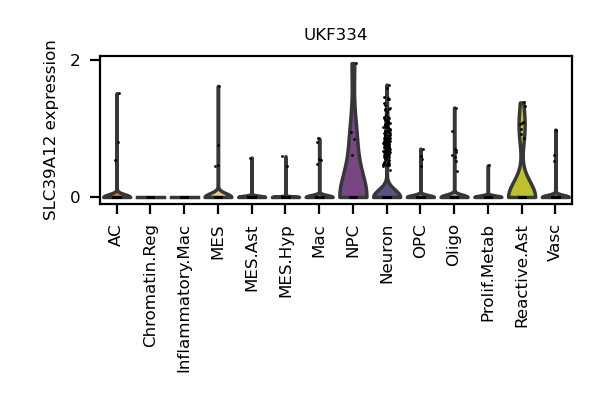 UKF334
SLC39A12 expression
2
0
AC
Chromatin.Reg
Inflammatory.Mac
MES
MES.Ast
MES.Hyp
Mac
NPC
Neuron
OPC
Oligo
Prolif.Metab
Reactive.Ast
Vasc